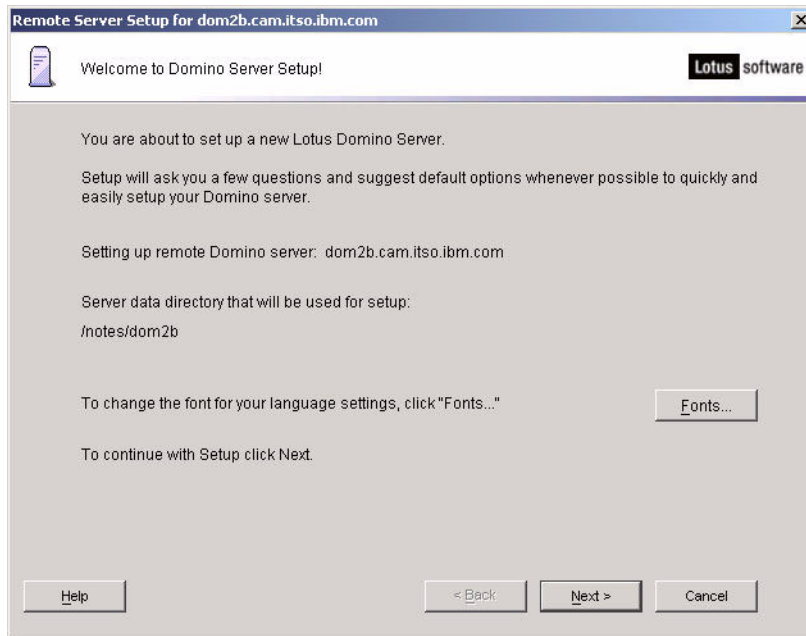 Remote Server Setup for dom2b.cam.itso.ibm.com
Welcome to Domino Server Setup!
Lotus software
You are about to set up a new Lotus Domino Server.
Setup will ask you a few questions and suggest default options whenever possible to quickly and
easily setup your Domino server.
Setting up remote Domino server: dom2b.cam.itso.ibm.com
Server data directory that will be used for setup:
/notes/dom2b
To change the font for your language settings, click "Fonts..."
Fonts...
To continue with Setup click Next.
Help
< Back
Next >
Cancel